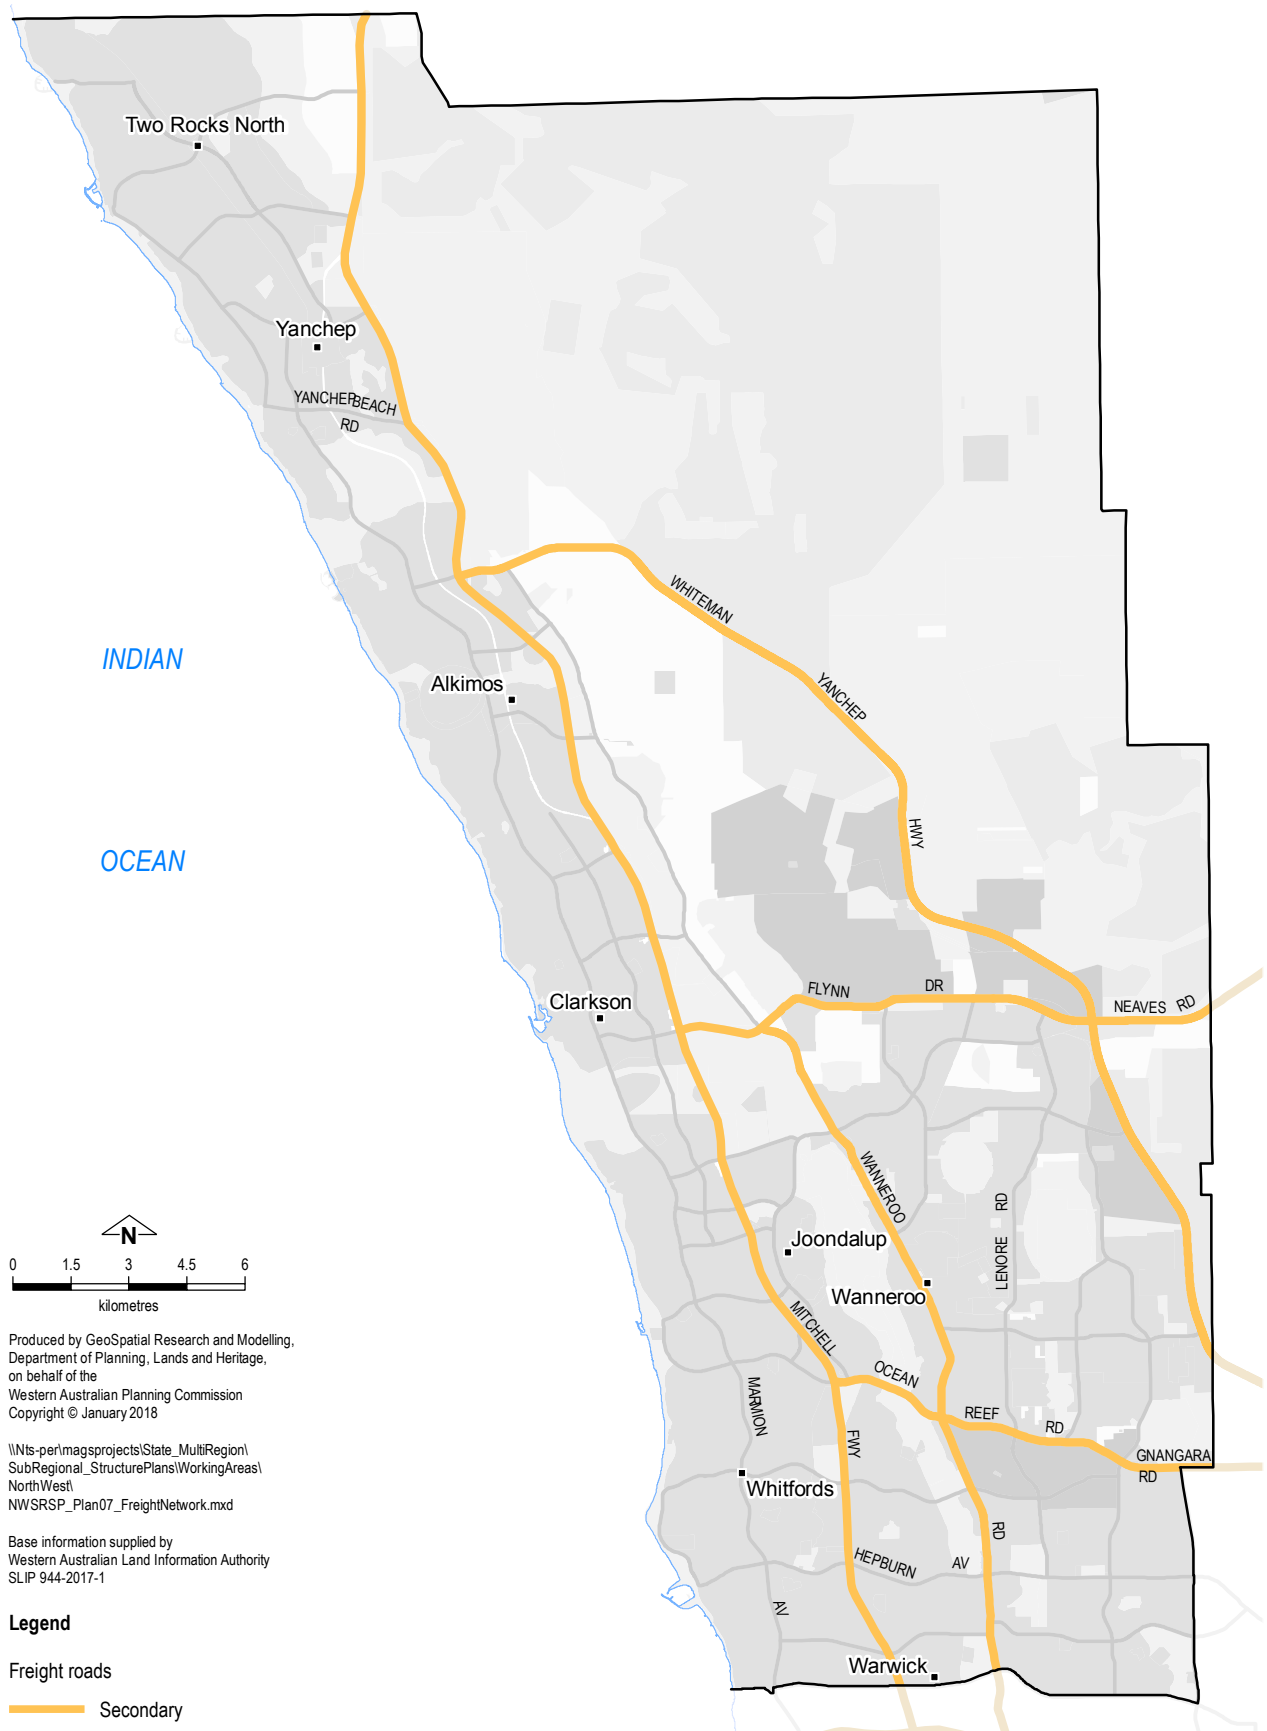 Two Rocks North
Yanchep
YANCHEP BEACH
RD
WHITEMAN
INDIAN
Alkimos
YANCHEP
HWY
OCEAN
FLYNN
DR
NEAVES RD
Clarkson
WANNEROO
LENORE RD
Joondalup
Wanneroo
MITCHELL
OCEAN
MARMION
REEF
RD
FWY
GNANGARA
RD
Whitfords
RD
HEPBURN
AV
AV
Warwick
N
0 1.5 3 4.5 6
kilometres
Produced by GeoSpatial Research and Modelling,
Department of Planning, Lands and Heritage,
on behalf of the
Western Australian Planning Commission
Copyright © January 2018
\\Nts-per\magsprojects\State_MultiRegion\
SubRegional_StructurePlans\WorkingAreas\
NorthWest\
NWSRSP_Plan07_FreightNetwork.mxd
Base information supplied by
Western Australian Land Information Authority
SLIP 944-2017-1
Legend
Freight roads
Secondary